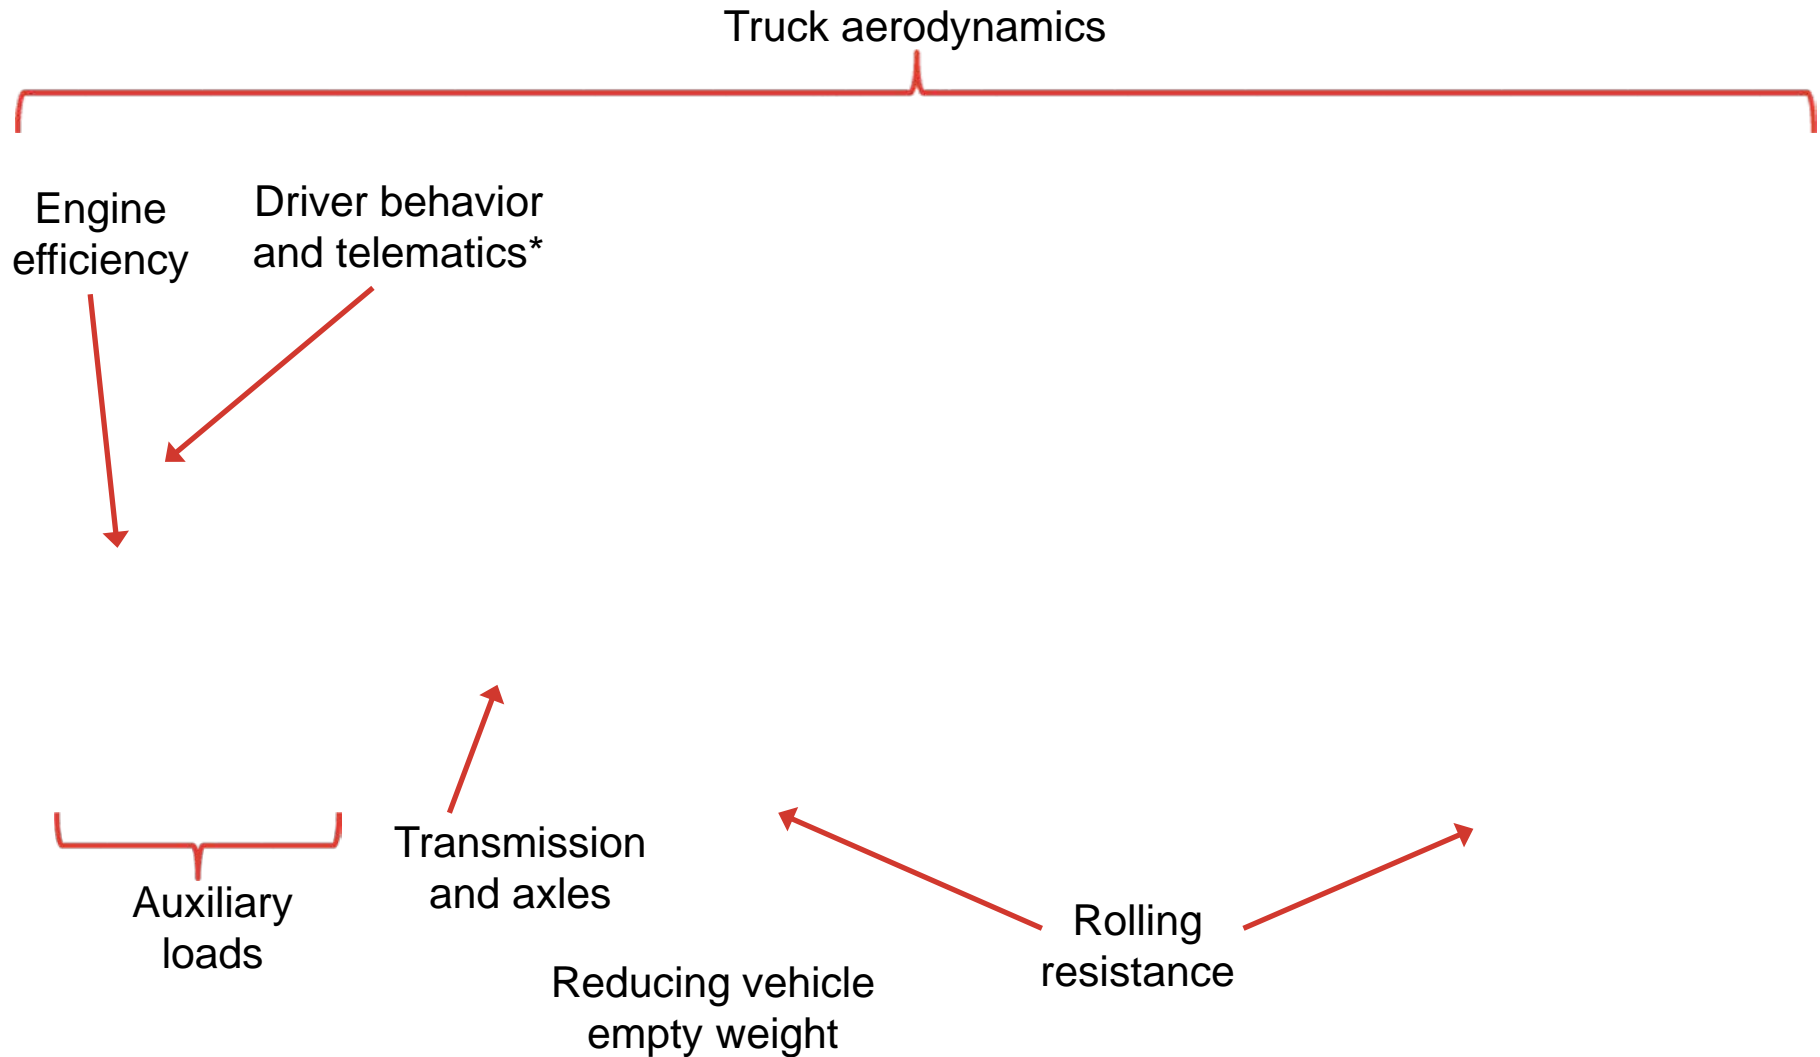 Truck aerodynamics
Engine
efficiency
Driver behavior
and telematics*
Transmission
and axles
Auxiliary
loads
Rolling
resistance
Reducing vehicle
empty weight